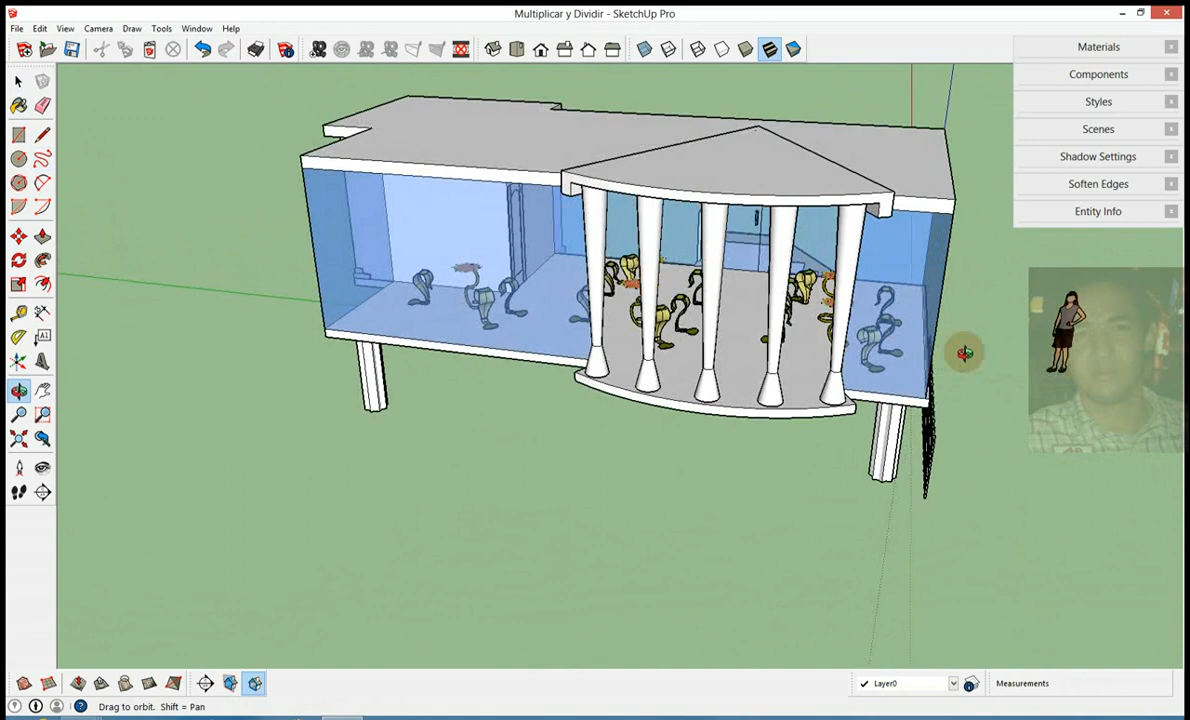 Multiplicar y Dividir - SketchUp Pro
File Edit View Camera Draw Tools Window Help
Materials
Components
Styles
Scenes
Shadow Settings
Soften Edges
Entity Info
A1
Layer0
Measurements
Drag to orbit. Shift = Pan